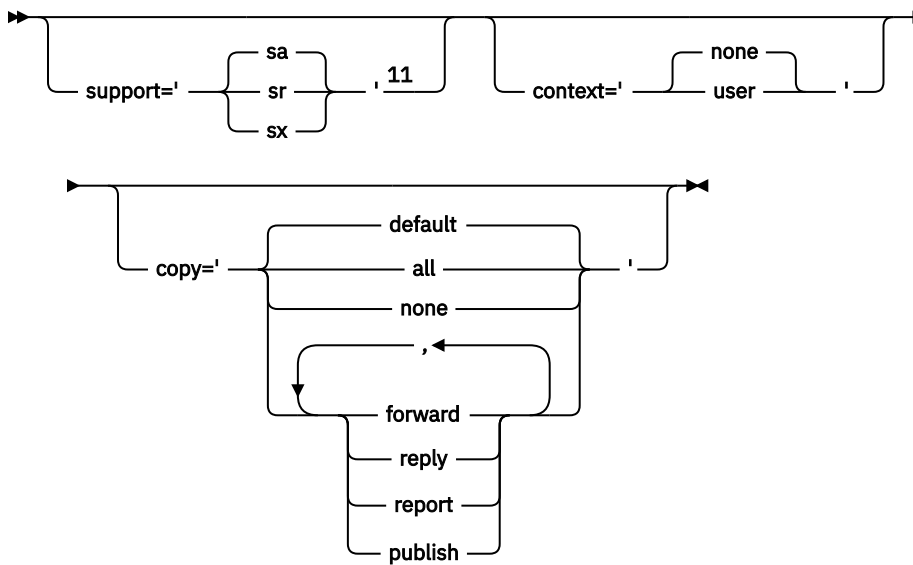 sa none
support=' sr ' 11 context=' user '
sx
default
copy=' all '
none
,
forward
reply
report
publish